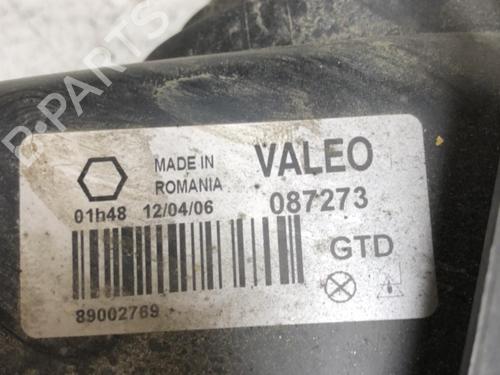 B-PARTS
MADE IN
ROMANIA
VALEO
01h48 12/04/06
087273
GTD
89002769